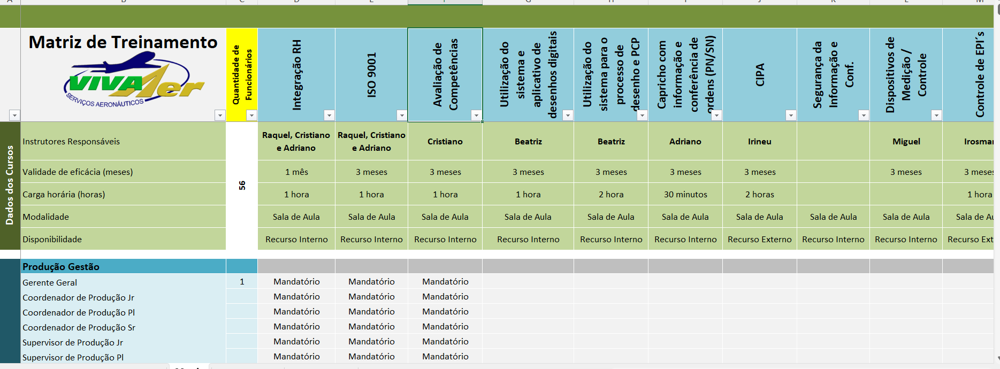 A B C D E F G H I J K L M
Matriz de Treinamento
VIVAAer
SERVIÇOS AERONÁUTICOS
Quantidade de
Funcionários
Integração RH
ISO 9001
Avaliação de
Competências
Utilização do
sistema e
aplicativo de
desenhos digitais
Utilização do
sistema para o
processo de
desenho e PCP
Capricho com
informação e
conferência de
ordens (PN/SN)
CIPA
Segurança da
Informação e
Conf.
Dispositivos de
Medição /
Controle
Controle de EPI´s
Dados dos Cursos
Instrutores Responsáveis
56
Raquel, Cristiano
e Adriano
Raquel, Cristiano
e Adriano
Cristiano
Beatriz
Beatriz
Adriano
Irineu
Miguel
Irosmar
Validade de eficácia (meses) 1 mês 3 meses 3 meses 3 meses 3 meses 3 meses 3 meses 3 meses 3 meses
Carga horária (horas) 1 hora 1 hora 1 hora 1 hora 2 hora 30 minutos 2 horas 1 hora
Modalidade Sala de Aula Sala de Aula Sala de Aula Sala de Aula Sala de Aula Sala de Aula Sala de Aula Sala de Aula Sala de Aula Sala de Au
Disponibilidade Recurso Interno Recurso Interno Recurso Interno Recurso Interno Recurso Interno Recurso Interno Recurso Externo Recurso Interno Recurso Interno Recurso Ext
Produção Gestão
Gerente Geral 1 Mandatório Mandatório Mandatório
Coordenador de Produção Jr Mandatório Mandatório Mandatório
Coordenador de Produção Pl Mandatório Mandatório Mandatório
Coordenador de Produção Sr Mandatório Mandatório Mandatório
Supervisor de Produção Jr Mandatório Mandatório Mandatório
Supervisor de Produção Pl Mandatório Mandatório Mandatório